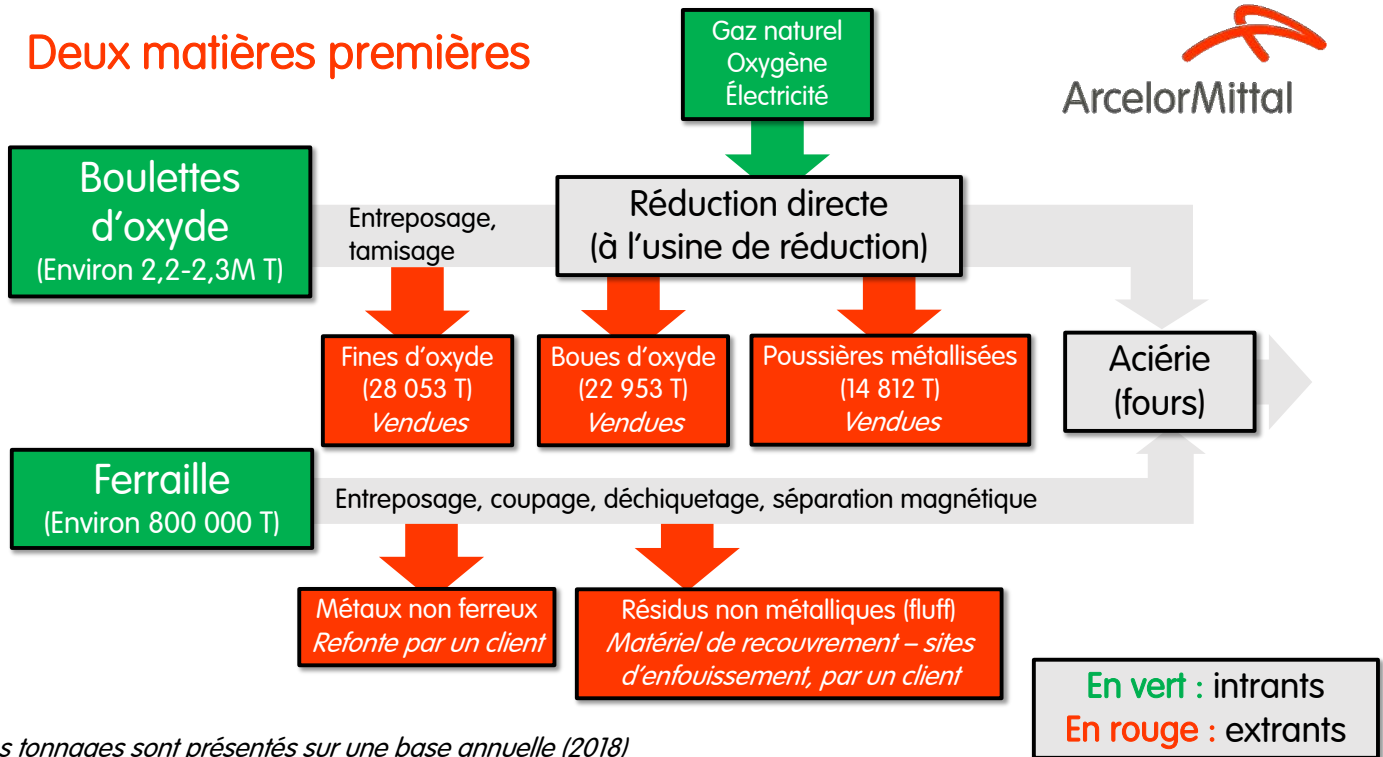 Deux matières premières
Gaz naturel
Oxygène
Électricité
ArcelorMittal
Boulettes
d'oxyde
(Environ 2,2-2,3M T)
Entreposage,
tamisage
Réduction directe
(à l'usine de réduction)
Fines d'oxyde
(28 053 T)
Vendues
Boues d'oxyde
(22 953 T)
Vendues
Poussières métallisées
(14 812 T)
Vendues
Aciérie
(fours)
Ferraille
(Environ 800 000 T)
Entreposage, coupage, déchiquetage, séparation magnétique
Métaux non ferreux
Refonte par un client
Résidus non métalliques (fluff)
Matériel de recouvrement – sites
d'enfouissement, par un client
En vert : intrants
En rouge : extrants
s tonnages sont présentés sur une base annuelle (2018)